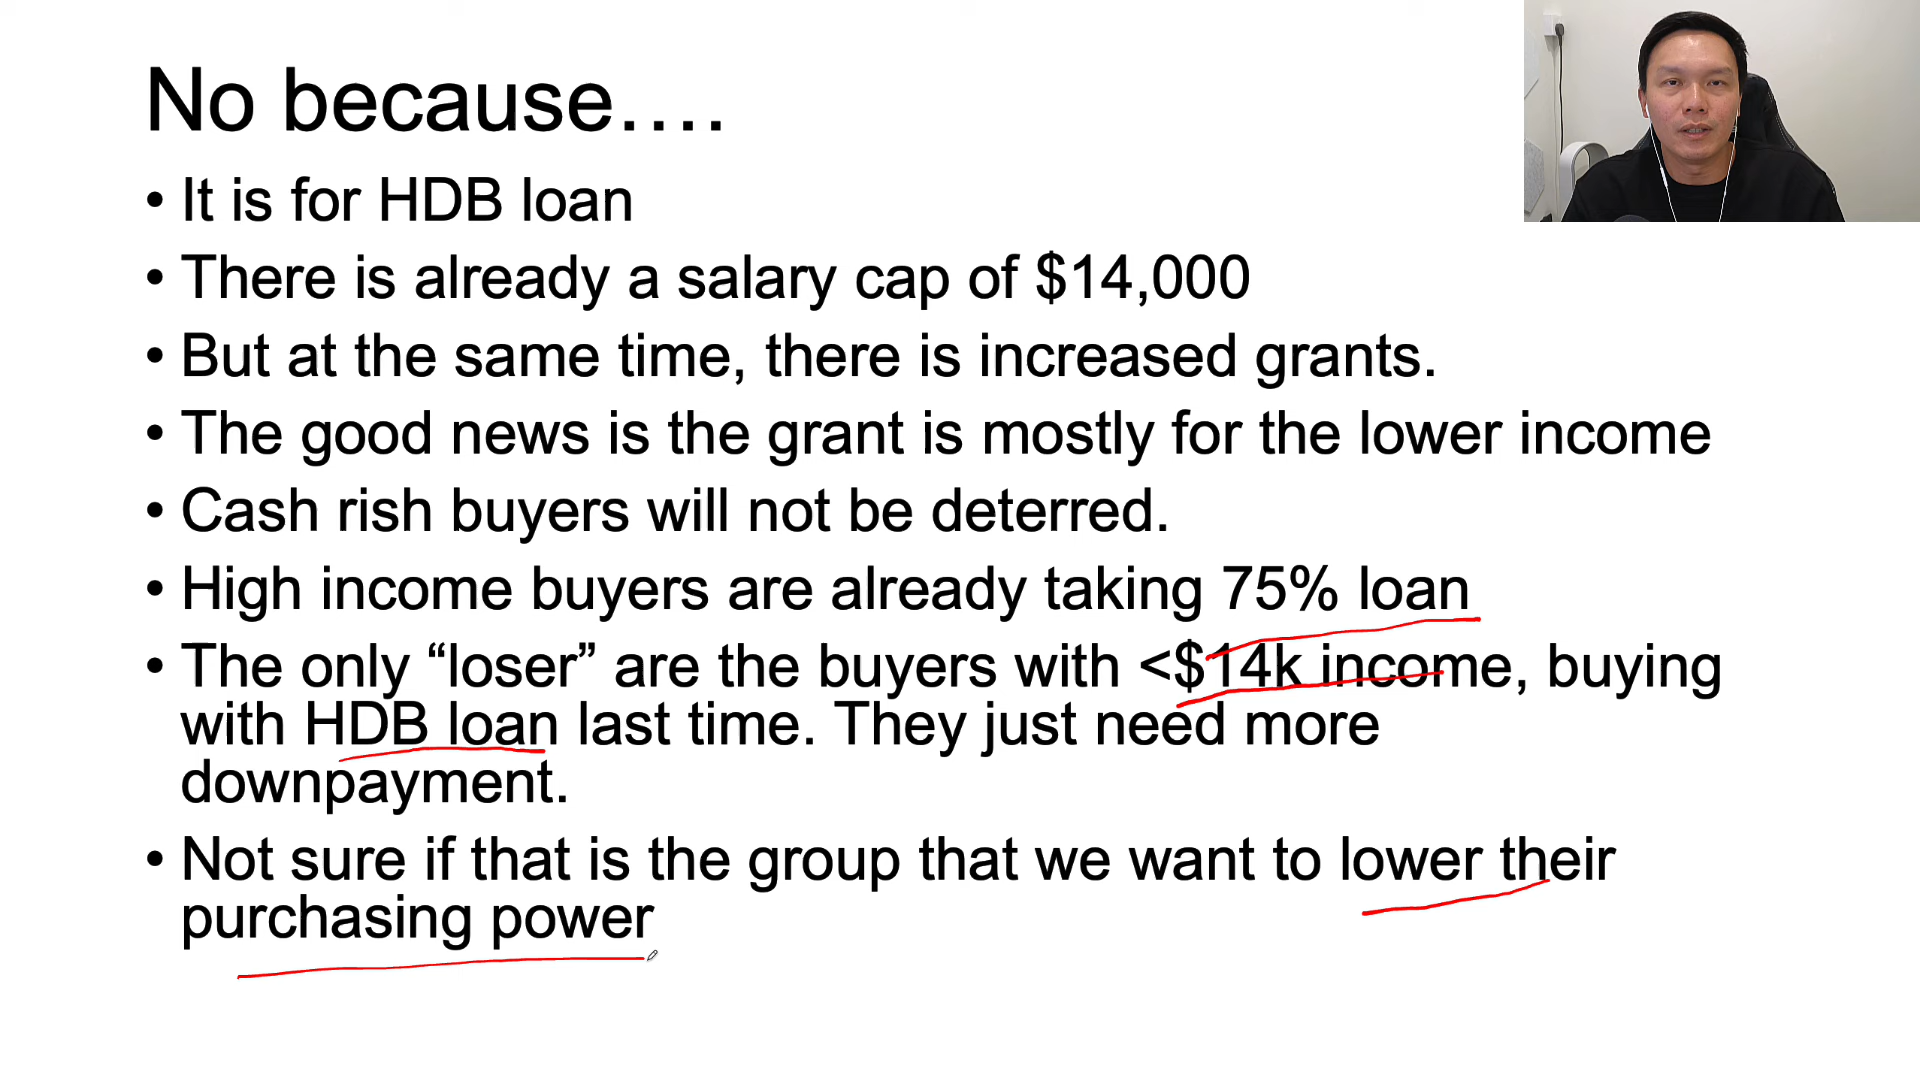 No because....
• It is for HDB loan
• There is already a salary cap of $14,000
• But at the same time, there is increased grants.
• The good news is the grant is mostly for the lower income
• Cash rish buyers will not be deterred.
• High income buyers are already taking 75% loan
• The only “loser” are the buyers with <$14k income, buying
with HDB loan last time. They just need more
downpayment.
• Not sure if that is the group that we want to lower their
purchasing power